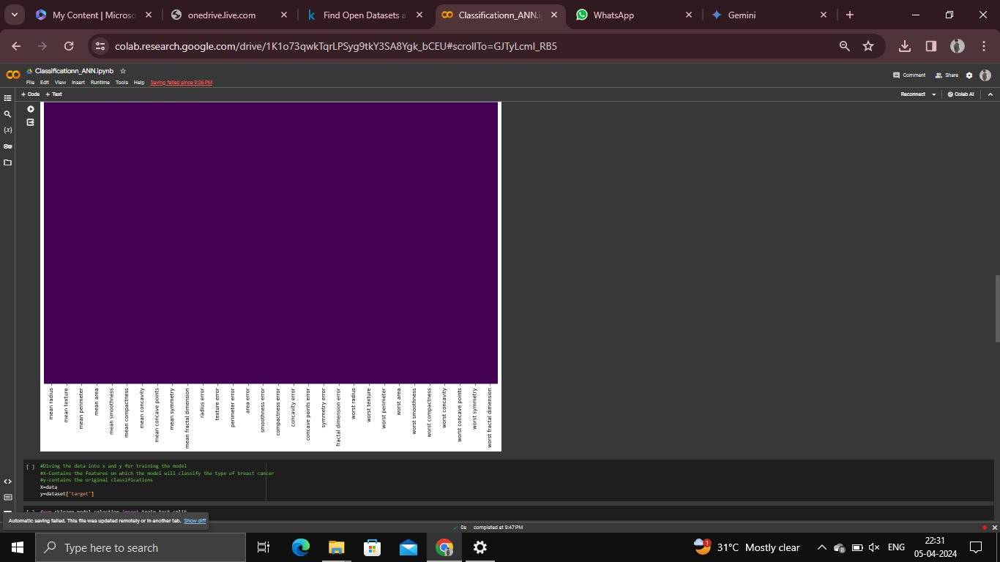 My Content | Microso
onedrive.live.com
Find Open Datasets a
Classificationn_ANN.i
WhatsApp
Gemini
colab.research.google.com/drive/1K1o73qwkTqrLPSyg9tkY3SA8Ygk_bCEU#scrollTo=GJTyLcmI_RB5
Classificationn_ANN.ipynb
Comment Share
File Edit View Insert Runtime Tools Help Saving failed since 9:36 PM
+ Code + Text
Reconnect Colab AI
mean radius
mean texture
mean perimeter
mean area
mean smoothness
mean compactness
mean concavity
mean concave points
mean symmetry
mean fractal dimension
radius error
texture error
perimeter error
area error
smoothness error
compactness error
concavity error
concave points error
symmetry error
fractal dimension error
worst radius
worst texture
worst perimeter
worst area
worst smoothness
worst compactness
worst concavity
worst concave points
worst symmetry
worst fractal dimension
[ ] #Diving the data into x and y for training the model
#X-Contains the features on which the model will classify the type of breast cancer
#y-contains the original classifications
X=data
y=dataset['target']
[ ] from sklearn.model_selection import train_test_split
Automatic saving failed. This file was updated remotely or in another tab. Show diff
0s completed at 9:47 PM
Type here to search
1
31°C Mostly clear
ENG
22:31
05-04-2024